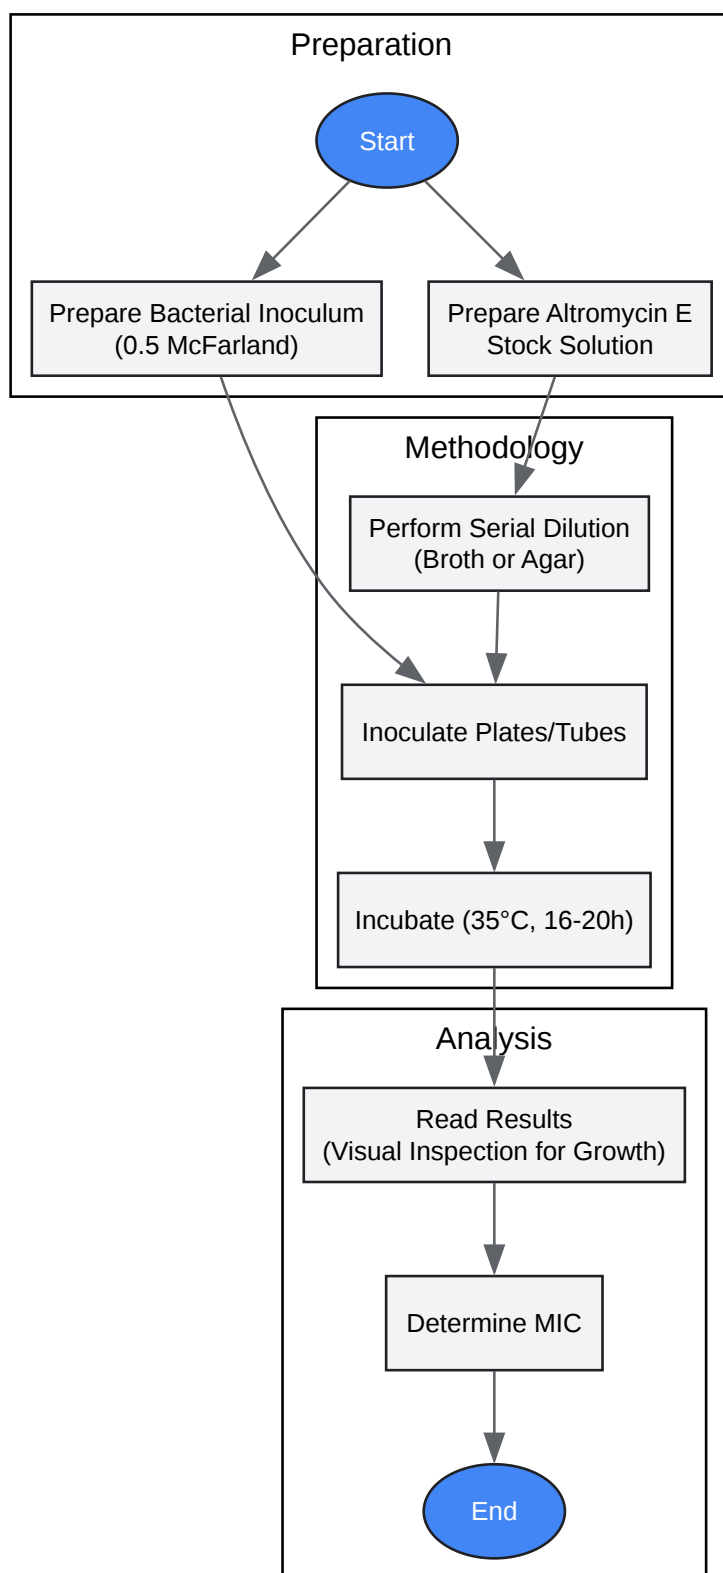 Preparation
Start
Prepare Bacterial Inoculum
(0.5 McFarland)
Prepare Altromycin E
Stock Solution
Methodology
Perform Serial Dilution
(Broth or Agar)
Inoculate Plates/Tubes
Incubate (35°C, 16-20h)
Analysis
Read Results
(Visual Inspection for Growth)
Determine MIC
End